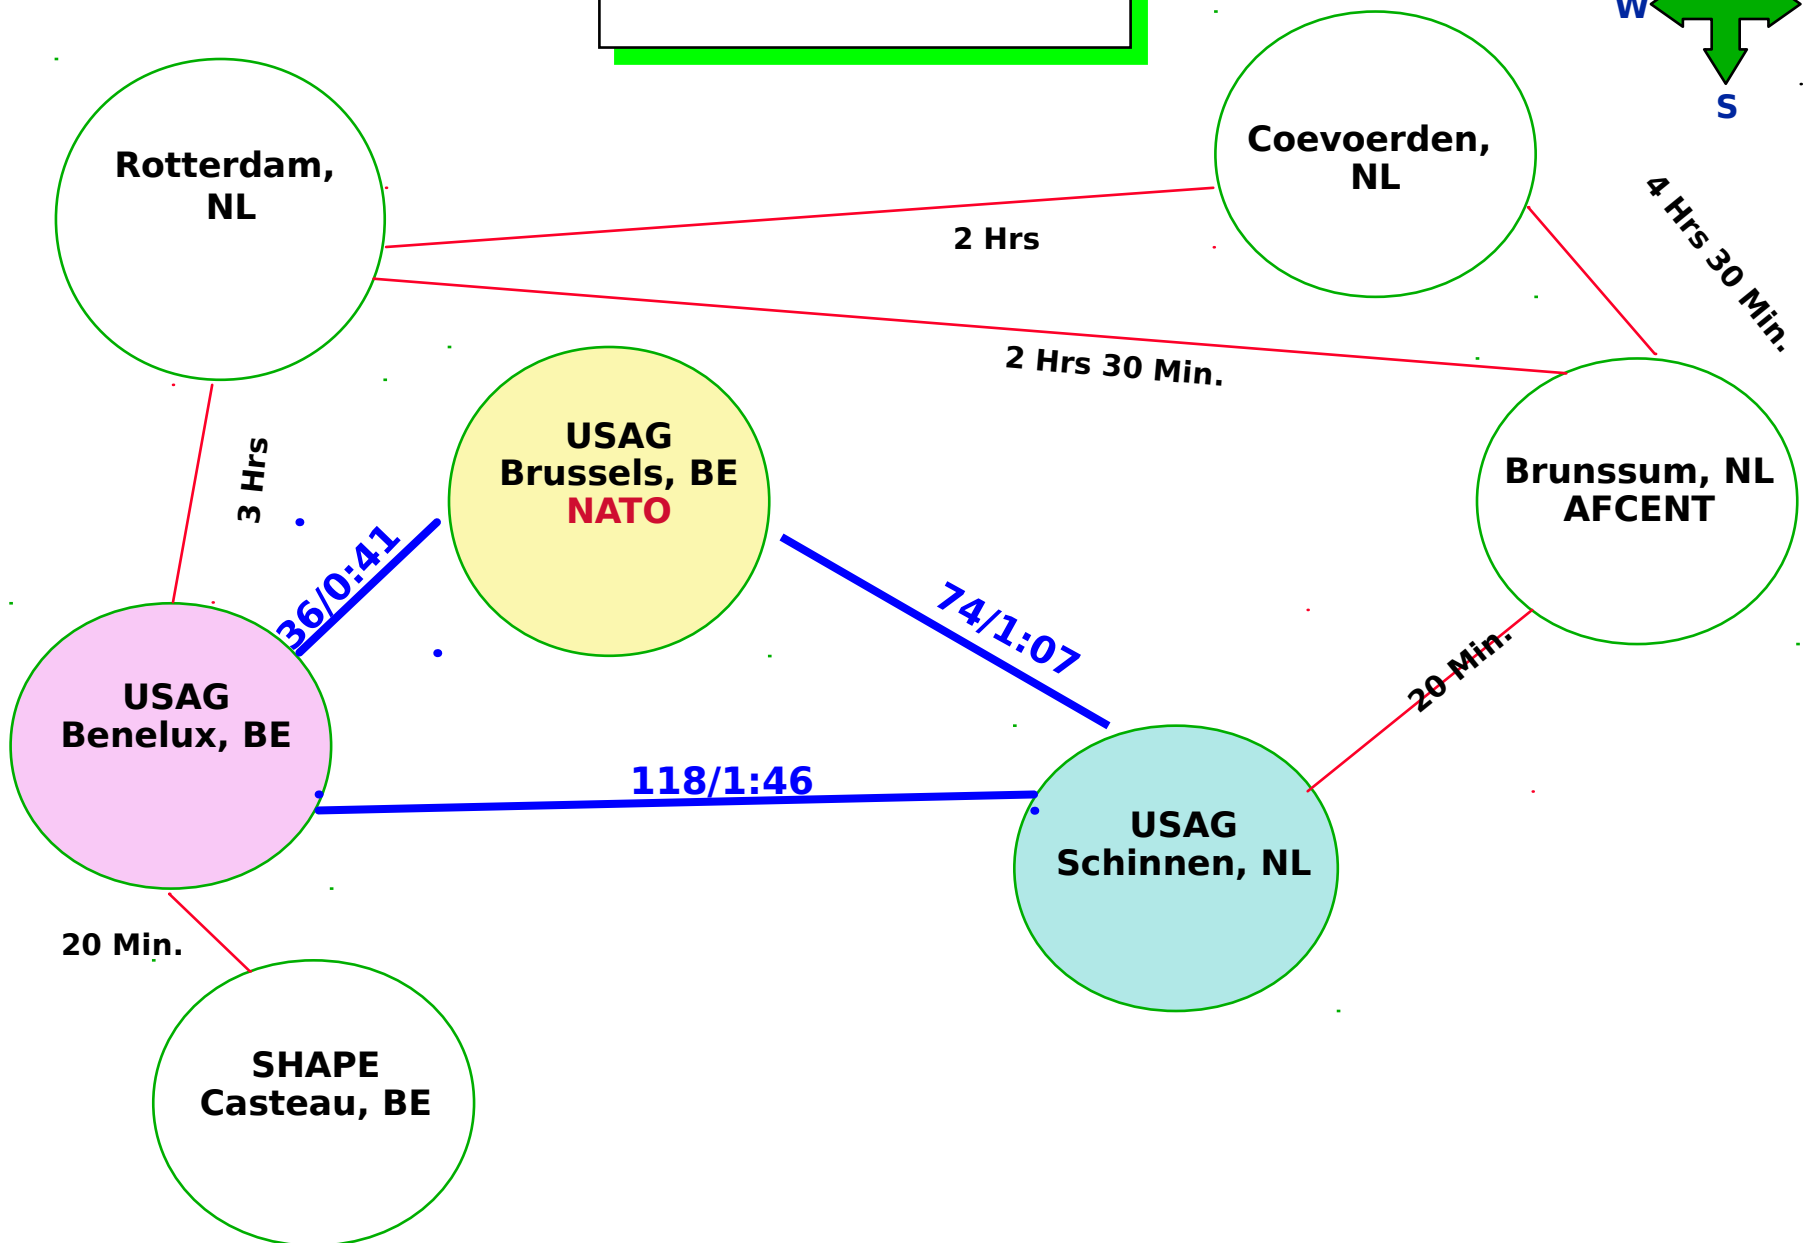 W
S
Rotterdam,
NL
Coevoerden,
NL
4 Hrs 30 Min.
2 Hrs
2 Hrs 30 Min.
3 Hrs
USAG
Brussels, BE
NATO
Brunssum, NL
AFCENT
36/0:41
74/1:07
20 Min.
USAG
Benelux, BE
118/1:46
USAG
Schinnen, NL
20 Min.
SHAPE
Casteau, BE